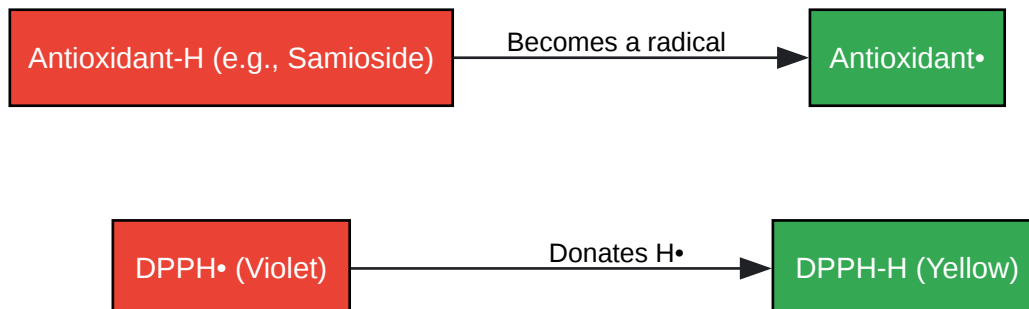 Becomes a radical
Antioxidant-H (e.g., Samioside)
Antioxidant•
Donates H•
DPPH• (Violet)
DPPH-H (Yellow)